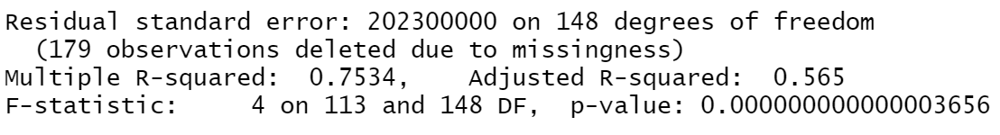 Residual standard error: 202300000 on 148 degrees of freedom
(179 observations deleted due to missingness)
Multiple R-squared: 0.7534, Adjusted R-squared: 0.565
F-statistic: 4 on 113 and 148 DF, p-value: 0.000000000000003656